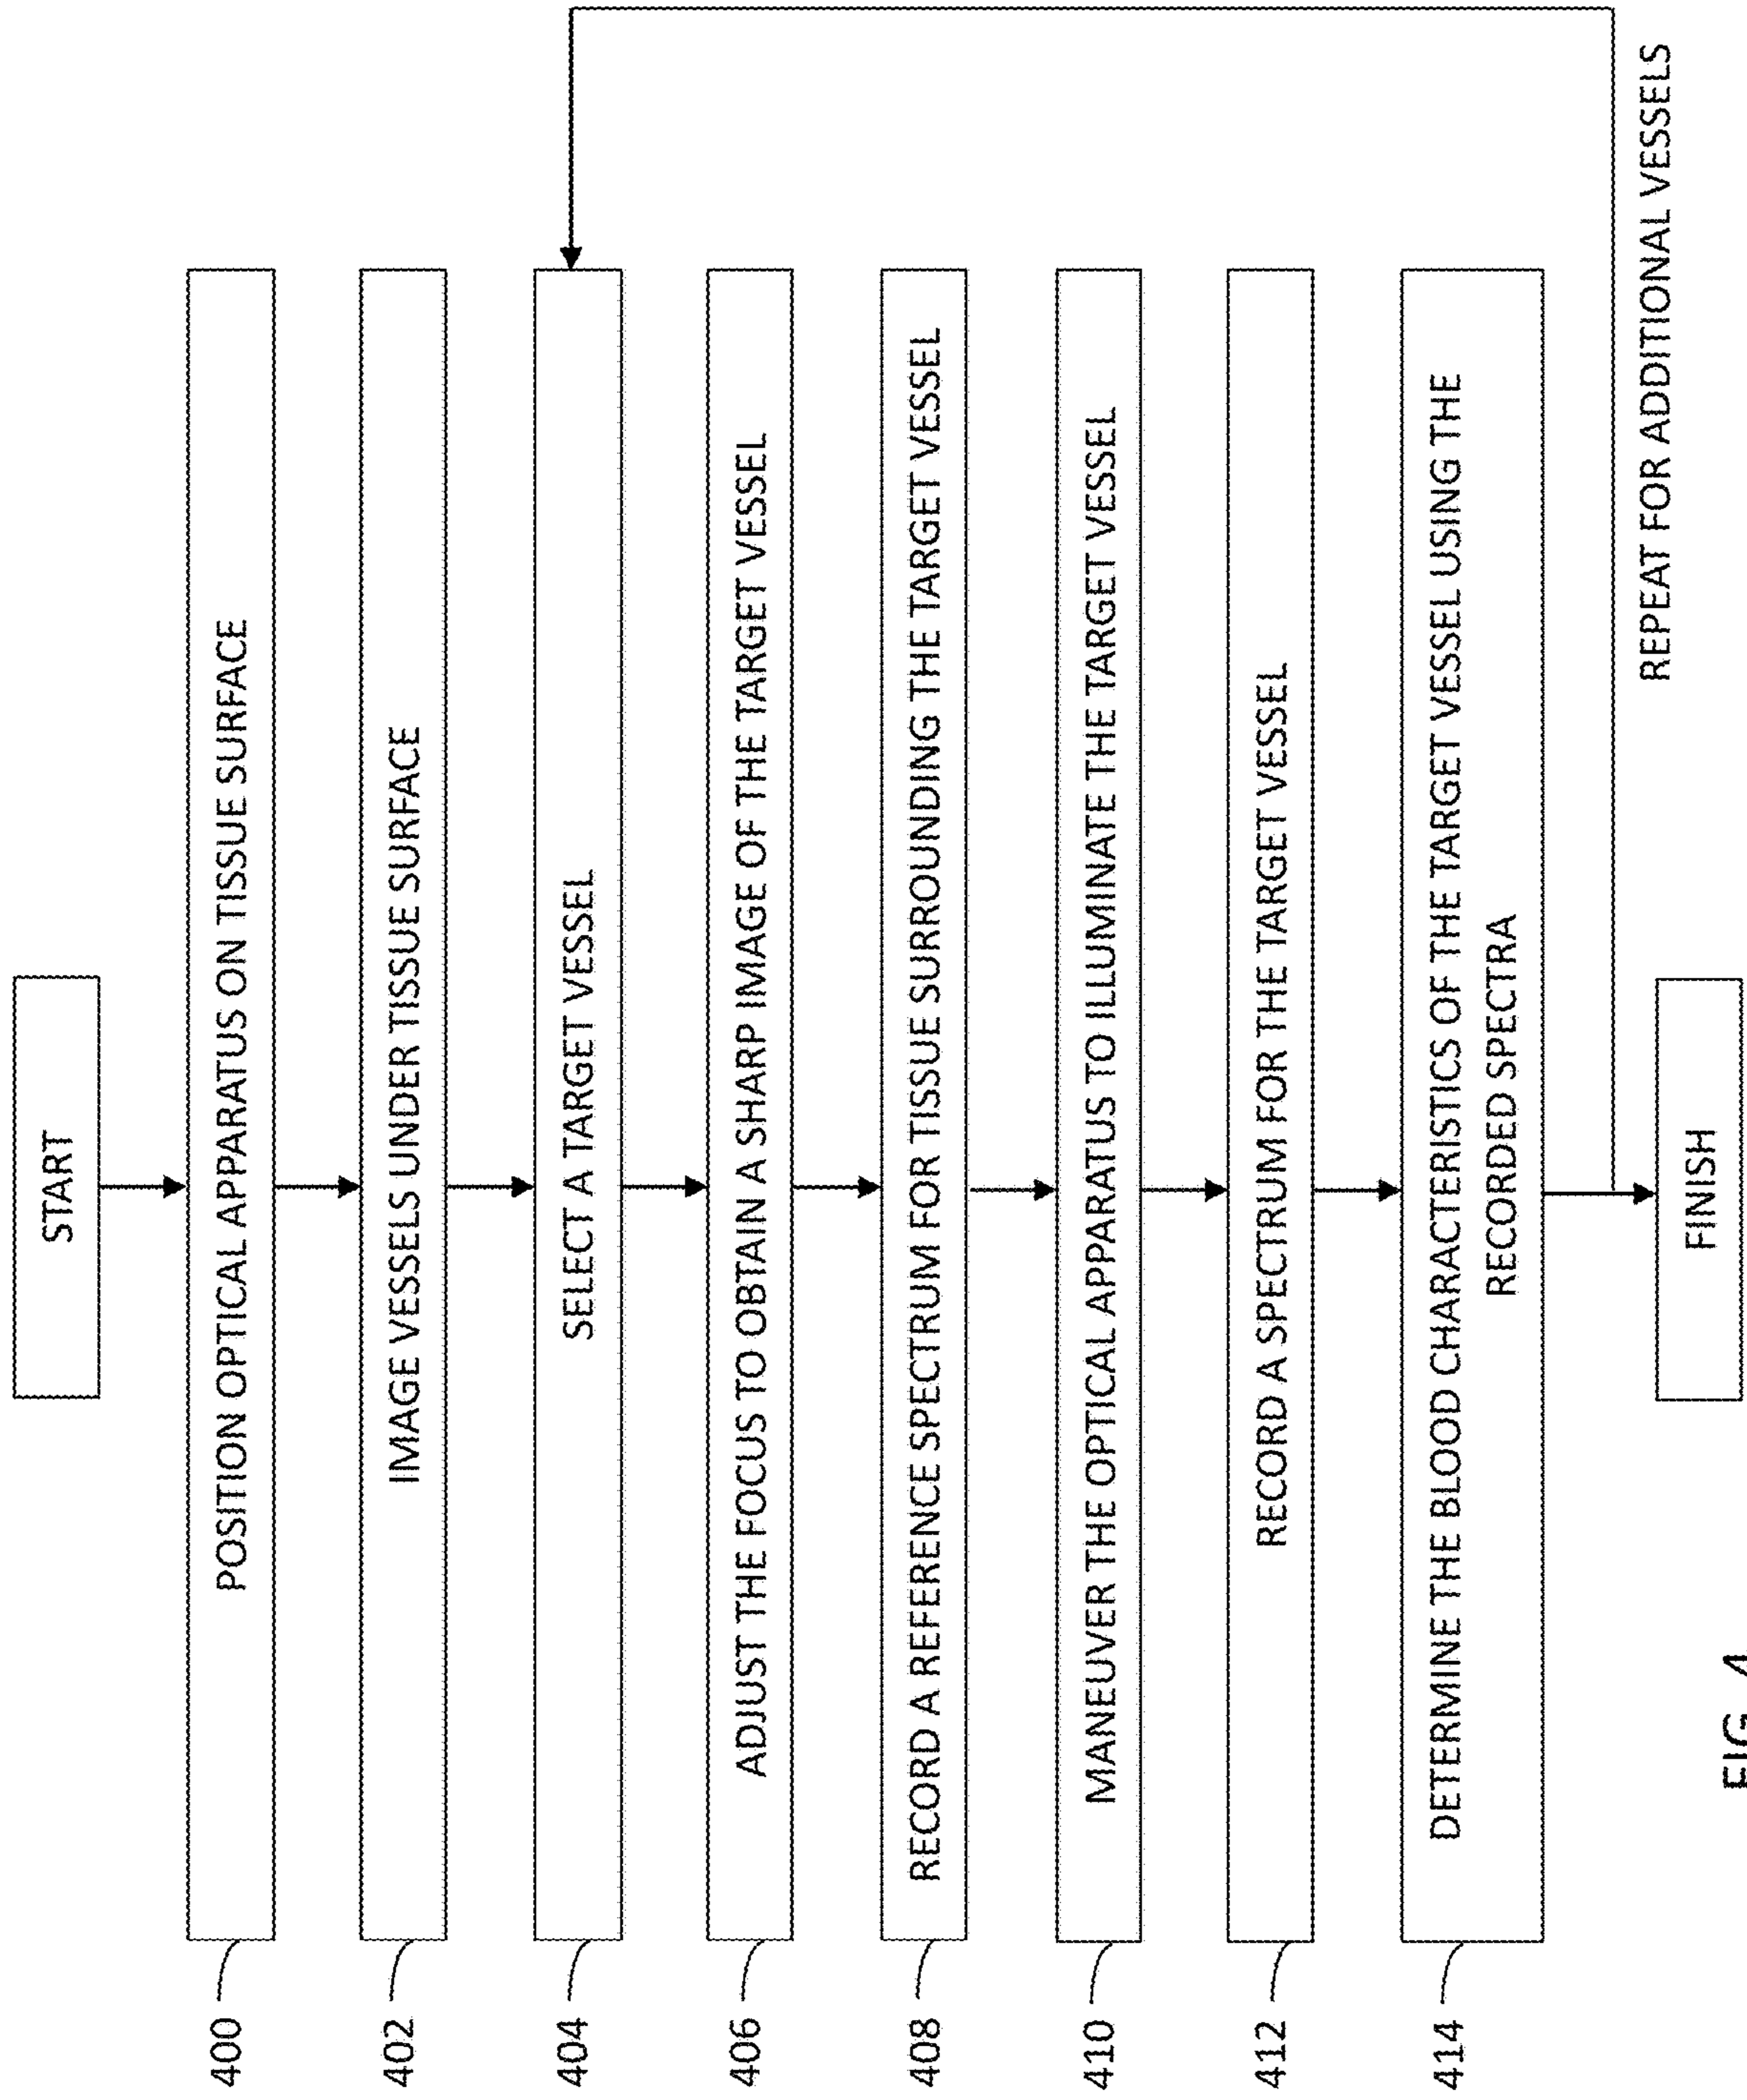 START
400
POSITION OPTICAL APPARATUS ON TISSUE SURFACE
402
IMAGE VESSELS UNDER TISSUE SURFACE
404
SELECT A TARGET VESSEL
406
ADJUST THE FOCUS TO OBTAIN A SHARP IMAGE OF THE TARGET VESSEL
408
RECORD A REFERENCE SPECTRUM FOR TISSUE SURROUNDING THE TARGET VESSEL
410
MANEUVER THE OPTICAL APPARATUS TO ILLUMINATE THE TARGET VESSEL
412
RECORD A SPECTRUM FOR THE TARGET VESSEL
414
DETERMINE THE BLOOD CHARACTERISTICS OF THE TARGET VESSEL USING THE
RECORDED SPECTRA
REPEAT FOR ADDITIONAL VESSELS
FINISH
FIG. 4